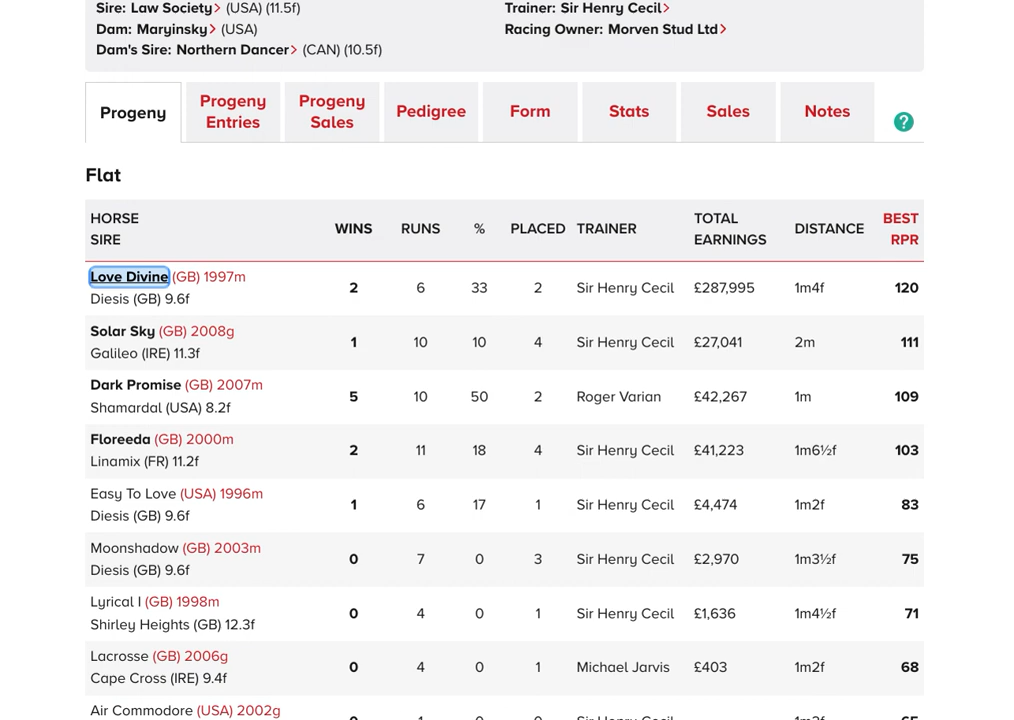 Sire: Law Society> (USA) (11.5f) Trainer: Sir Henry Cecil>
Dam: Maryinsky> (USA) Racing Owner: Morven Stud Ltd>
Dam's Sire: Northern Dancer> (CAN) (10.5f)
Progeny Progeny Entries Progeny Sales Pedigree Form Stats Sales Notes ?
Flat
HORSE SIRE WINS RUNS % PLACED TRAINER TOTAL EARNINGS DISTANCE BEST RPR
Love Divine (GB) 1997m
Diesis (GB) 9.6f 2 6 33 2 Sir Henry Cecil £287,995 1m4f 120
Solar Sky (GB) 2008g
Galileo (IRE) 11.3f 1 10 10 4 Sir Henry Cecil £27,041 2m 111
Dark Promise (GB) 2007m
Shamardal (USA) 8.2f 5 10 50 2 Roger Varian £42,267 1m 109
Floreeda (GB) 2000m
Linamix (FR) 11.2f 2 11 18 4 Sir Henry Cecil £41,223 1m6½f 103
Easy To Love (USA) 1996m
Diesis (GB) 9.6f 1 6 17 1 Sir Henry Cecil £4,474 1m2f 83
Moonshadow (GB) 2003m
Diesis (GB) 9.6f 0 7 0 3 Sir Henry Cecil £2,970 1m3½f 75
Lyrical I (GB) 1998m
Shirley Heights (GB) 12.3f 0 4 0 1 Sir Henry Cecil £1,636 1m4½f 71
Lacrosse (GB) 2006g
Cape Cross (IRE) 9.4f 0 4 0 1 Michael Jarvis £403 1m2f 68
Air Commodore (USA) 2002g